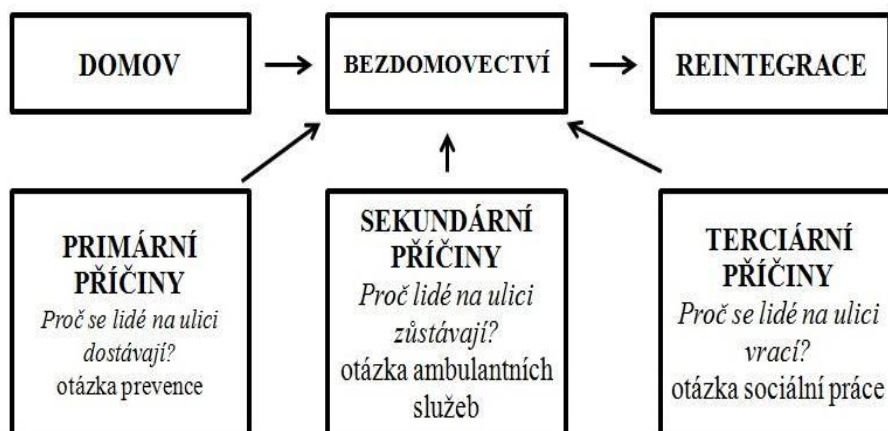 DOMOV
BEZDOMOVECTVÍ
REINTEGRACE
PRIMÁRNÍ
PŘÍČINY
Proč se lidé na ulici
dostávají?
otázka prevence
SEKUNDÁRNÍ
PŘÍČINY
Proč lidé na ulici
zůstávají?
otázka ambulantních
služeb
TERCIÁRNÍ
PŘÍČINY
Proč se lidé na ulici
vrací?
otázka sociální práce